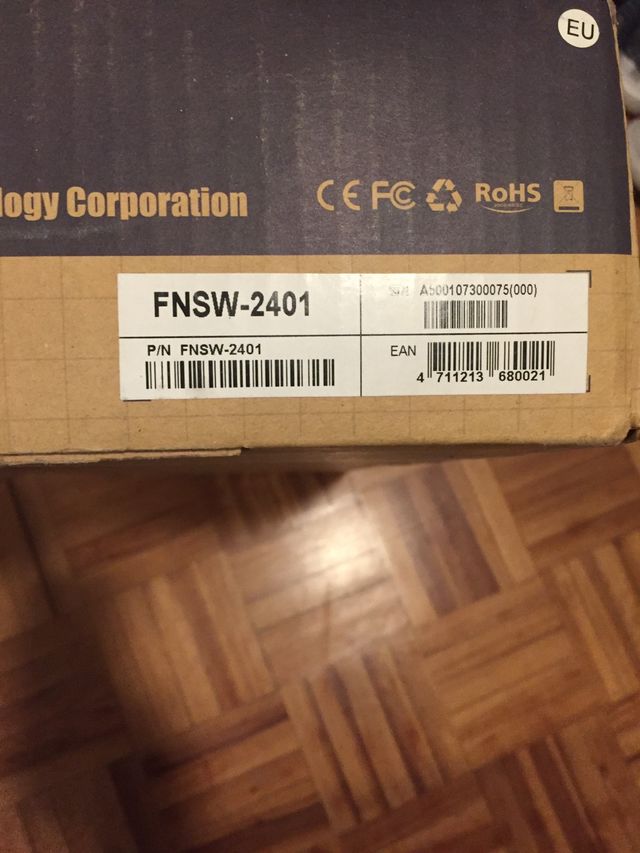 EU
logy Corporation
CE FC RoHS
FNSW-2401
A500107300075(000)
P/N FNSW-2401
EAN
4 711213 680021